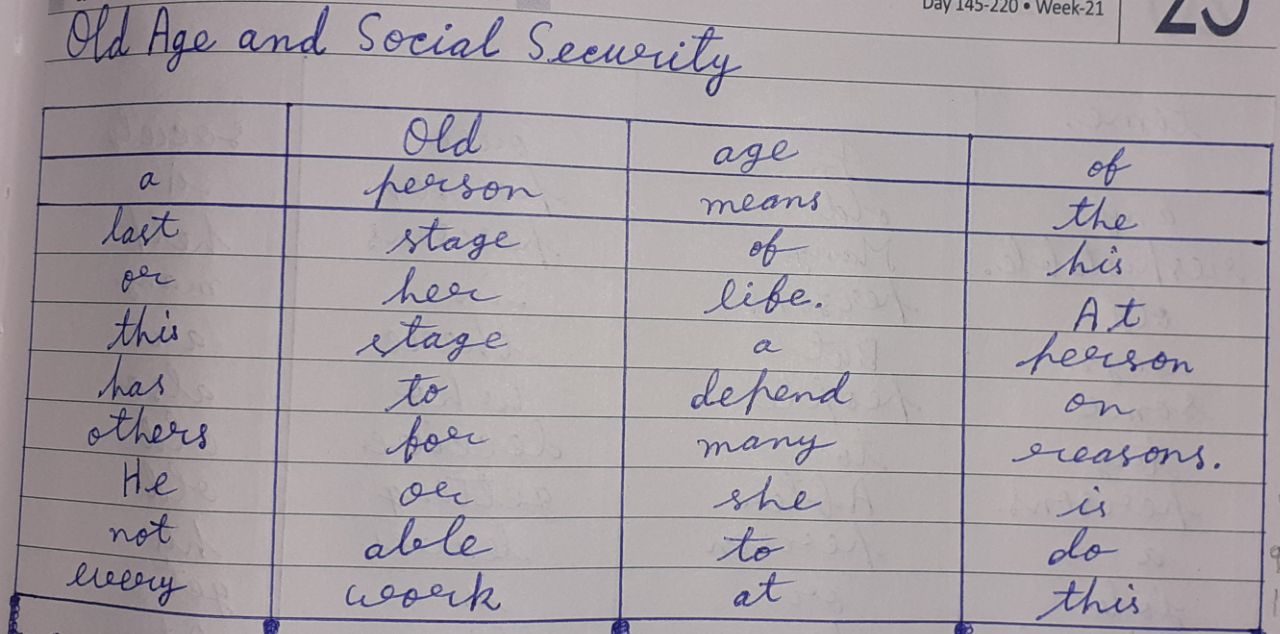 Day 145-220 • Week-21
Old Age and Social Security
Old age of
a person means the
last stage of his
or her life. At
this stage a person
has to depend on
others for many reasons.
He or she is
not able to do
every work at this